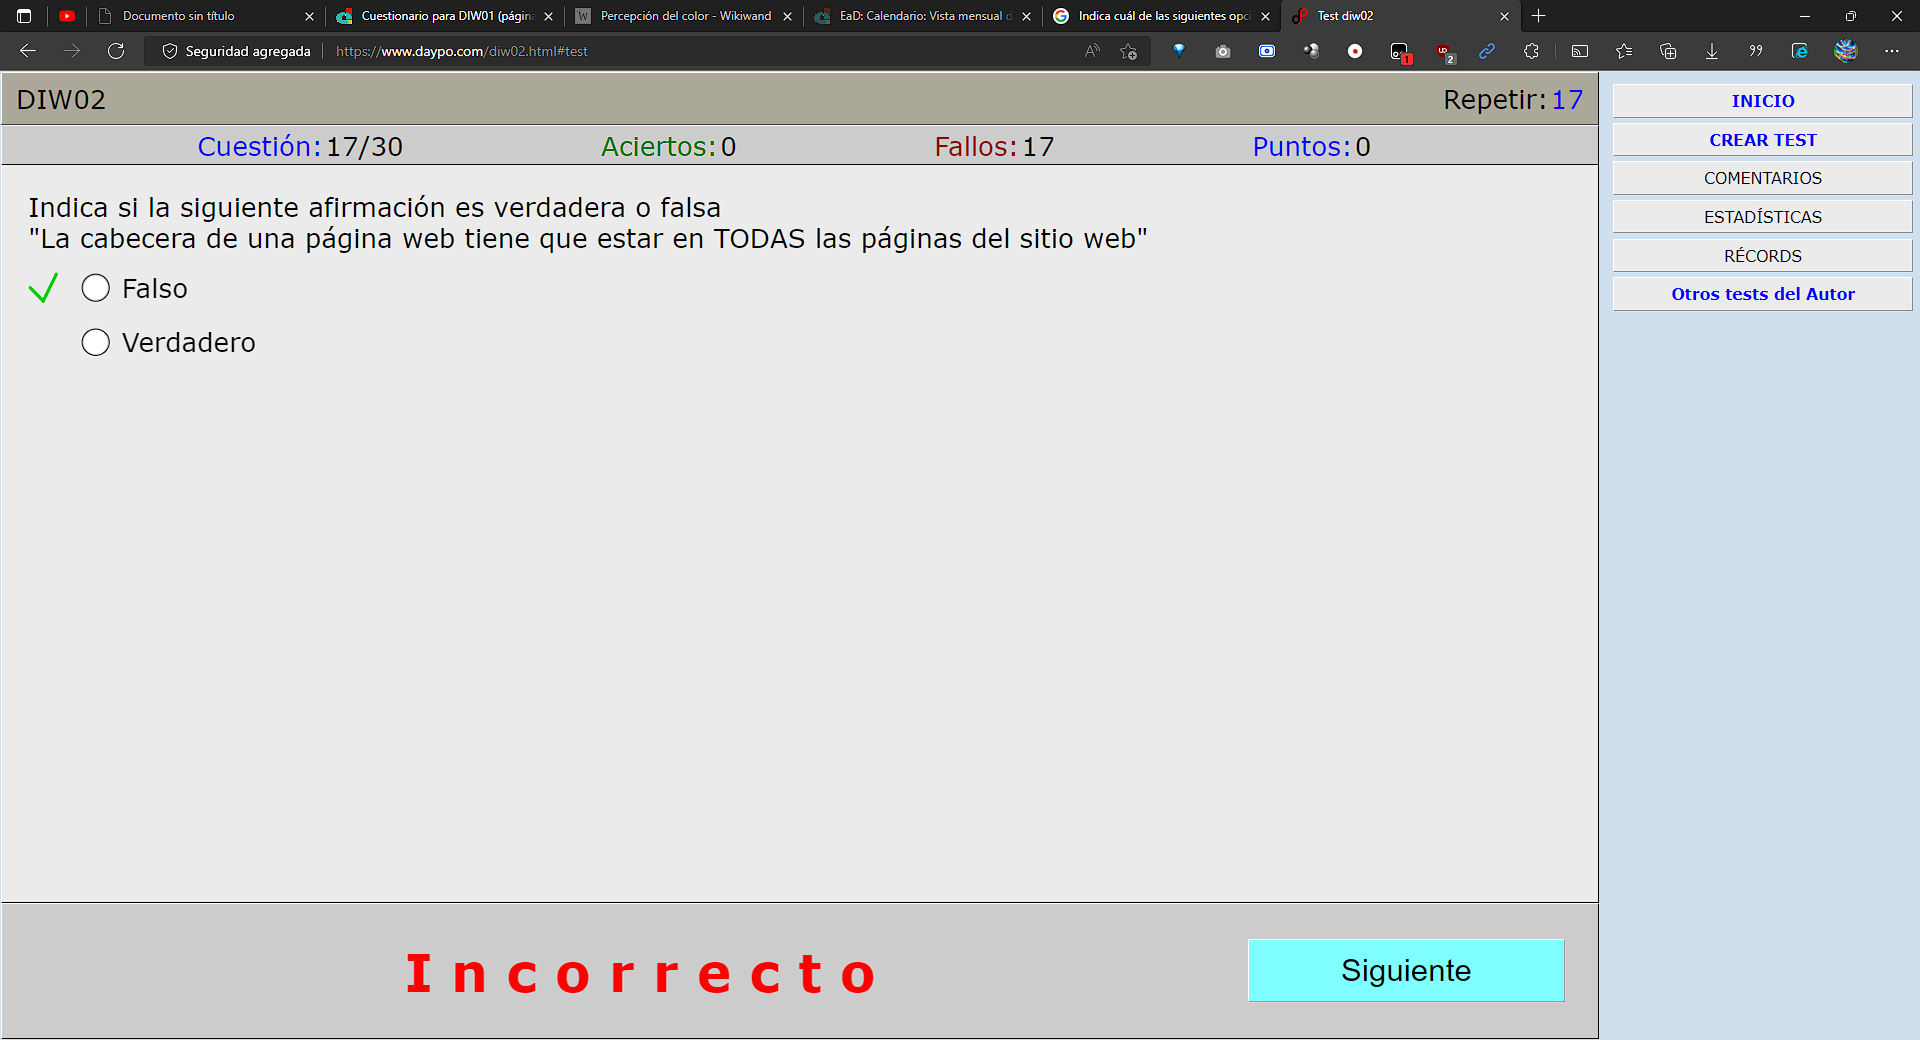 Documento sin título
Cuestionario para DIW01 (págin
Percepción del color - Wikiwand
EaD: Calendario: Vista mensual d
Indica cuál de las siguientes opc
Test diw02
Seguridad agregada
https://www.daypo.com/diw02.html#test
DIW02
Repetir: 17
Cuestión: 17/30
Aciertos: 0
Fallos: 17
Puntos: 0
Indica si la siguiente afirmación es verdadera o falsa
"La cabecera de una página web tiene que estar en TODAS las páginas del sitio web"
Falso
Verdadero
Incorrecto
Siguiente
INICIO
CREAR TEST
COMENTARIOS
ESTADÍSTICAS
RÉCORDS
Otros tests del Autor